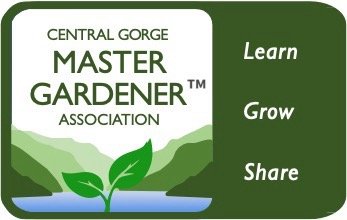 CENTRAL GORGE
MASTER
GARDENER™
ASSOCIATION
Learn
Grow
Share